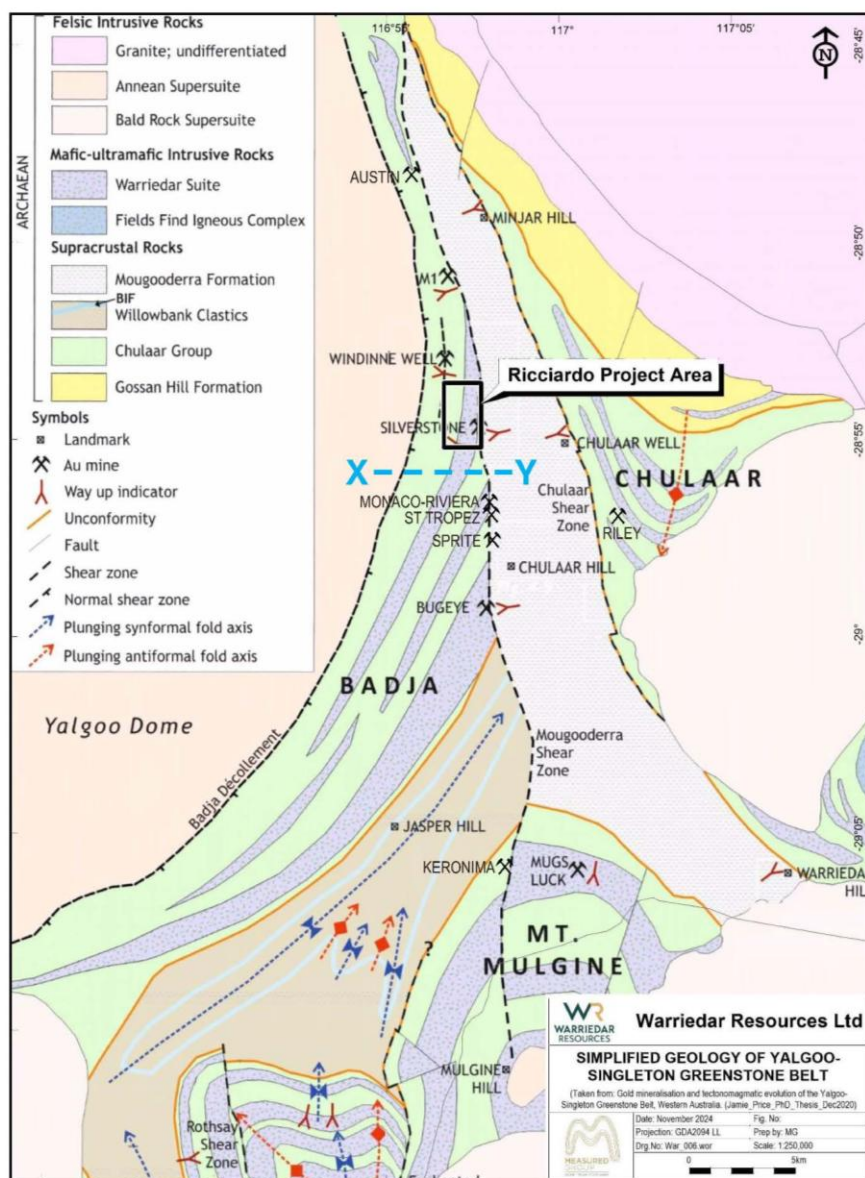 116°55'
117°
117°05'
-28°45'
-28°50'
-28°55'
-29°
-29°05'
N
ARCHAEAN
Felsic Intrusive Rocks
Granite; undifferentiated
Annean Supersuite
Bald Rock Supersuite
Mafic-ultramafic Intrusive Rocks
Warriedar Suite
Fields Find Igneous Complex
Supracrustal Rocks
Mougooderra Formation
BIF
Willowbank Clastics
Chulaar Group
Gossan Hill Formation
Symbols
Landmark
Au mine
Way up indicator
Unconformity
Fault
Shear zone
Normal shear zone
Plunging synformal fold axis
Plunging antiformal fold axis
AUSTIN
MINJAR HILL
M1
WINDINNE WELL
Ricciardo Project Area
SILVERSTONE
CHULAAR WELL
X
Y
CHULAAR
MONACO-RIVIERA
ST TROPEZ
SPRITE
Chulaar
Shear
Zone
RILEY
CHULAAR HILL
BUGEYE
BADJA
Yalgoo Dome
Badja Décollement
Mougooderra
Shear
Zone
JASPER HILL
KERONIMA
MUGS
LUCK
WARRIEDA
HIL
?
MT.
MULGINE
MULGINE
HILL
Rothsay
Shear
Zone
WR
WARRIEDAR
RESOURCES
Warriedar Resources Ltd
SIMPLIFIED GEOLOGY OF YALGOO-
SINGLETON GREENSTONE BELT
(Taken from: Gold mineralisation and tectonomagmatic evolution of the Yalgoo-
Singleton Greenstone Belt, Western Australia. (Jamie_Price_PhD_Thesis_Dec2020)
MEASURED
GROUP
Date: November 2024 Fig. No:
Projection: GDA2094 LL Prep by: MG
Drg.No: War_006.wor Scale: 1:250,000
0 5km